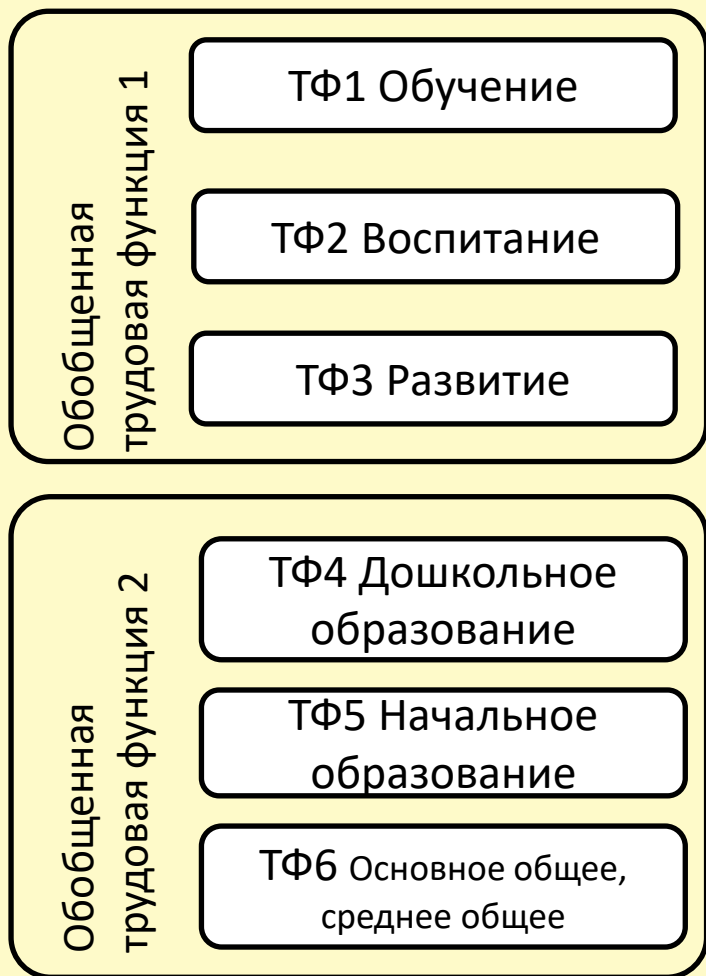 Обобщенная
трудовая функция 1
ТФ1 Обучение
ТФ2 Воспитание
ТФ3 Развитие
Обобщенная
трудовая функция 2
ТФ4 Дошкольное
образование
ТФ5 Начальное
образование
ТФ6 Основное общее,
среднее общее